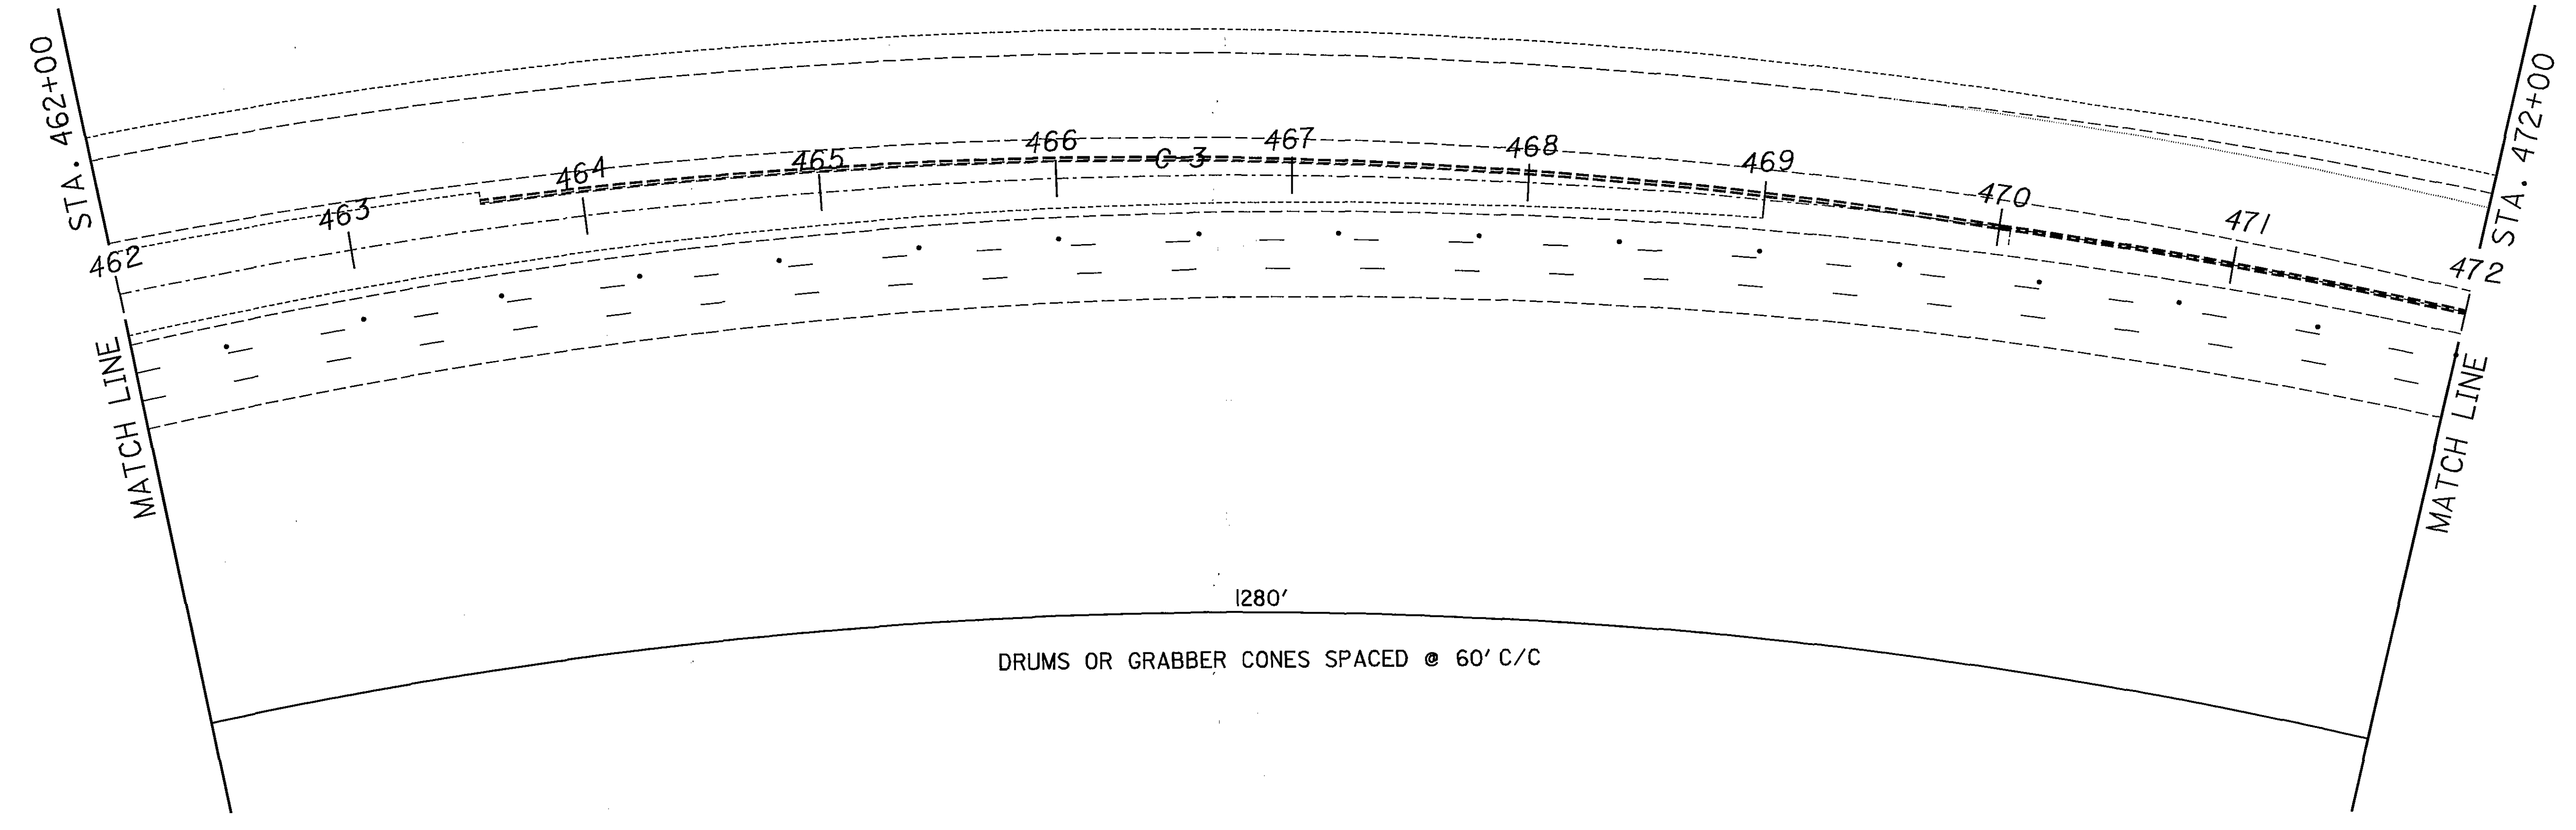 STA. 462+00
STA. 472+00
462
463
464
465
466
C-3
467
468
469
470
471
472
MATCH LINE
MATCH LINE
1280'
DRUMS OR GRABBER CONES SPACED @ 60' C/C